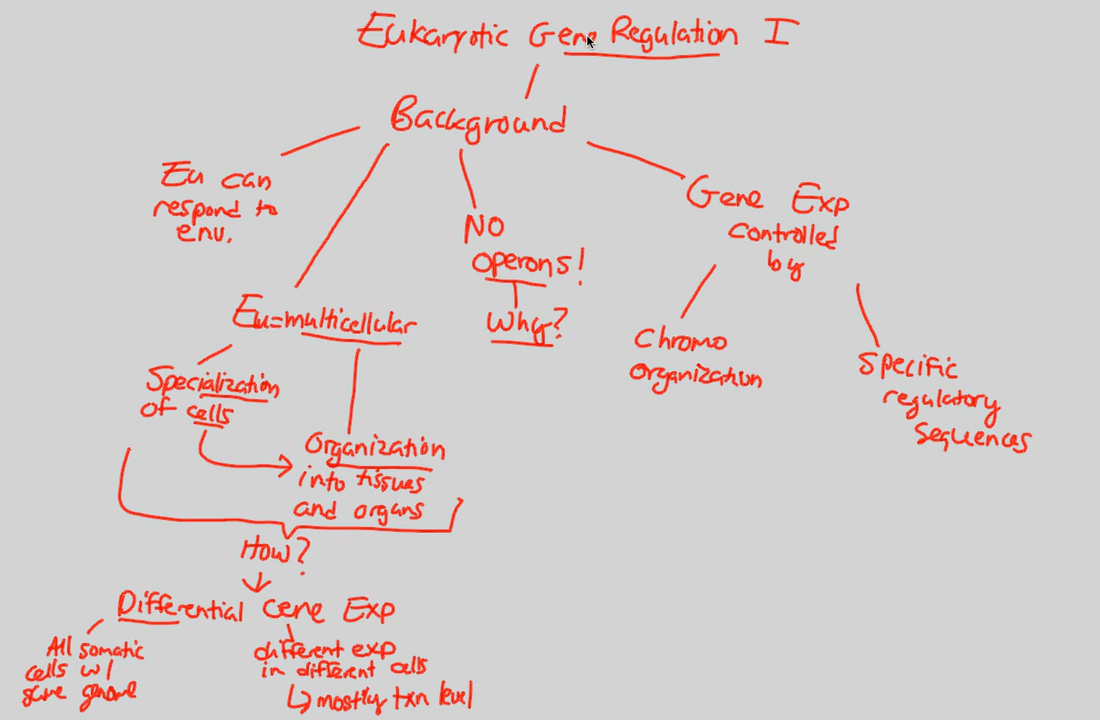 Eukaryotic Gene Regulation I
Background
Eu can
respond to
env.
Eu=multicellular
Specialization
of cells
Organization
into tissues
and organs
How?
Differential Gene Exp
All somatic
cells w/
same genome
different exp
in different cells
mostly txn level
NO
operons!
Why?
Gene Exp
controlled
by
Chromo
organization
Specific
regulatory
sequences